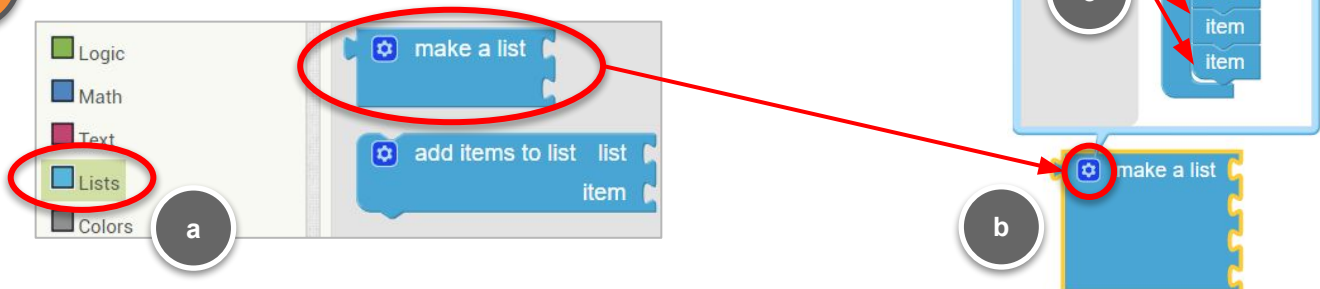 Logic
Math
Text
Lists
Colors
a
make a list
add items to list list
item
b
item
item
make a list